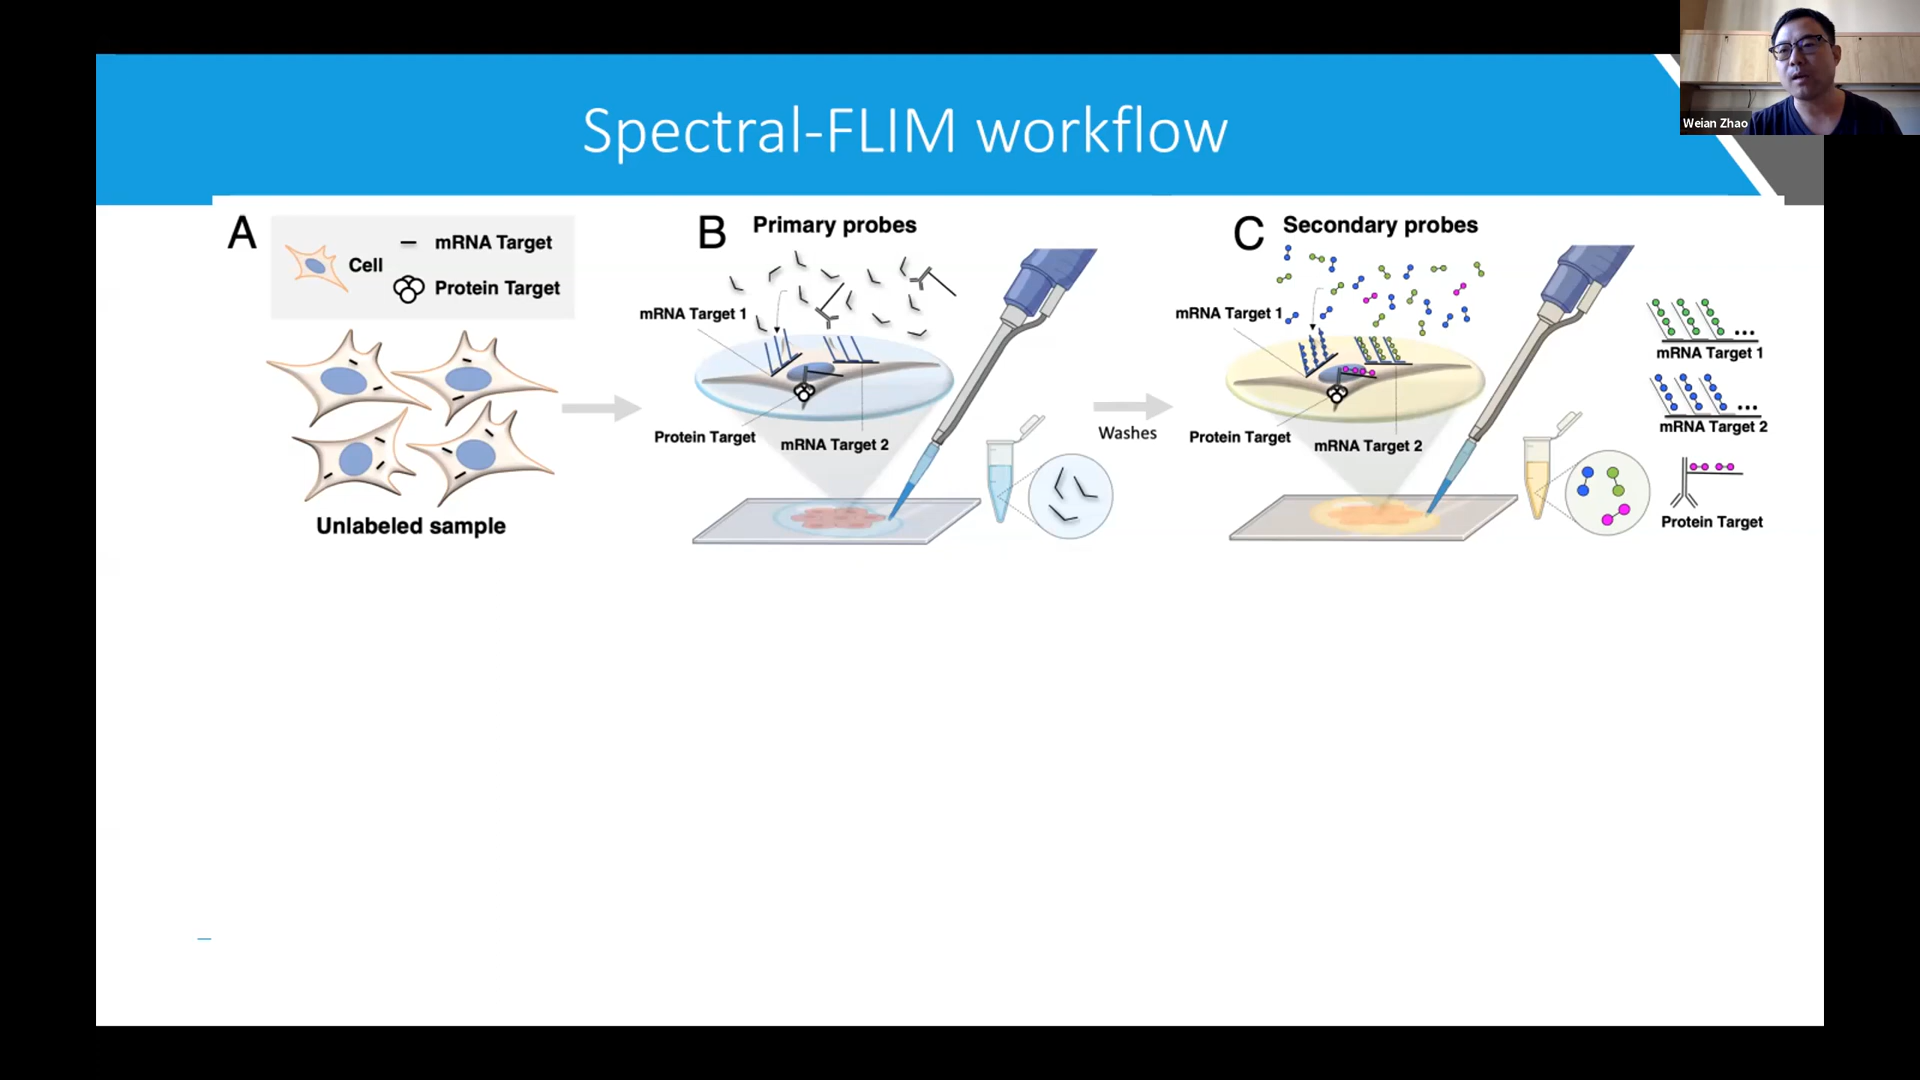 Weian Zhao
Spectral-FLIM workflow
A
mRNA Target
Cell
Protein Target
Unlabeled sample
B
Primary probes
mRNA Target 1
Protein Target
mRNA Target 2
Washes
C
Secondary probes
mRNA Target 1
Protein Target
mRNA Target 2
mRNA Target 1
mRNA Target 2
Protein Target